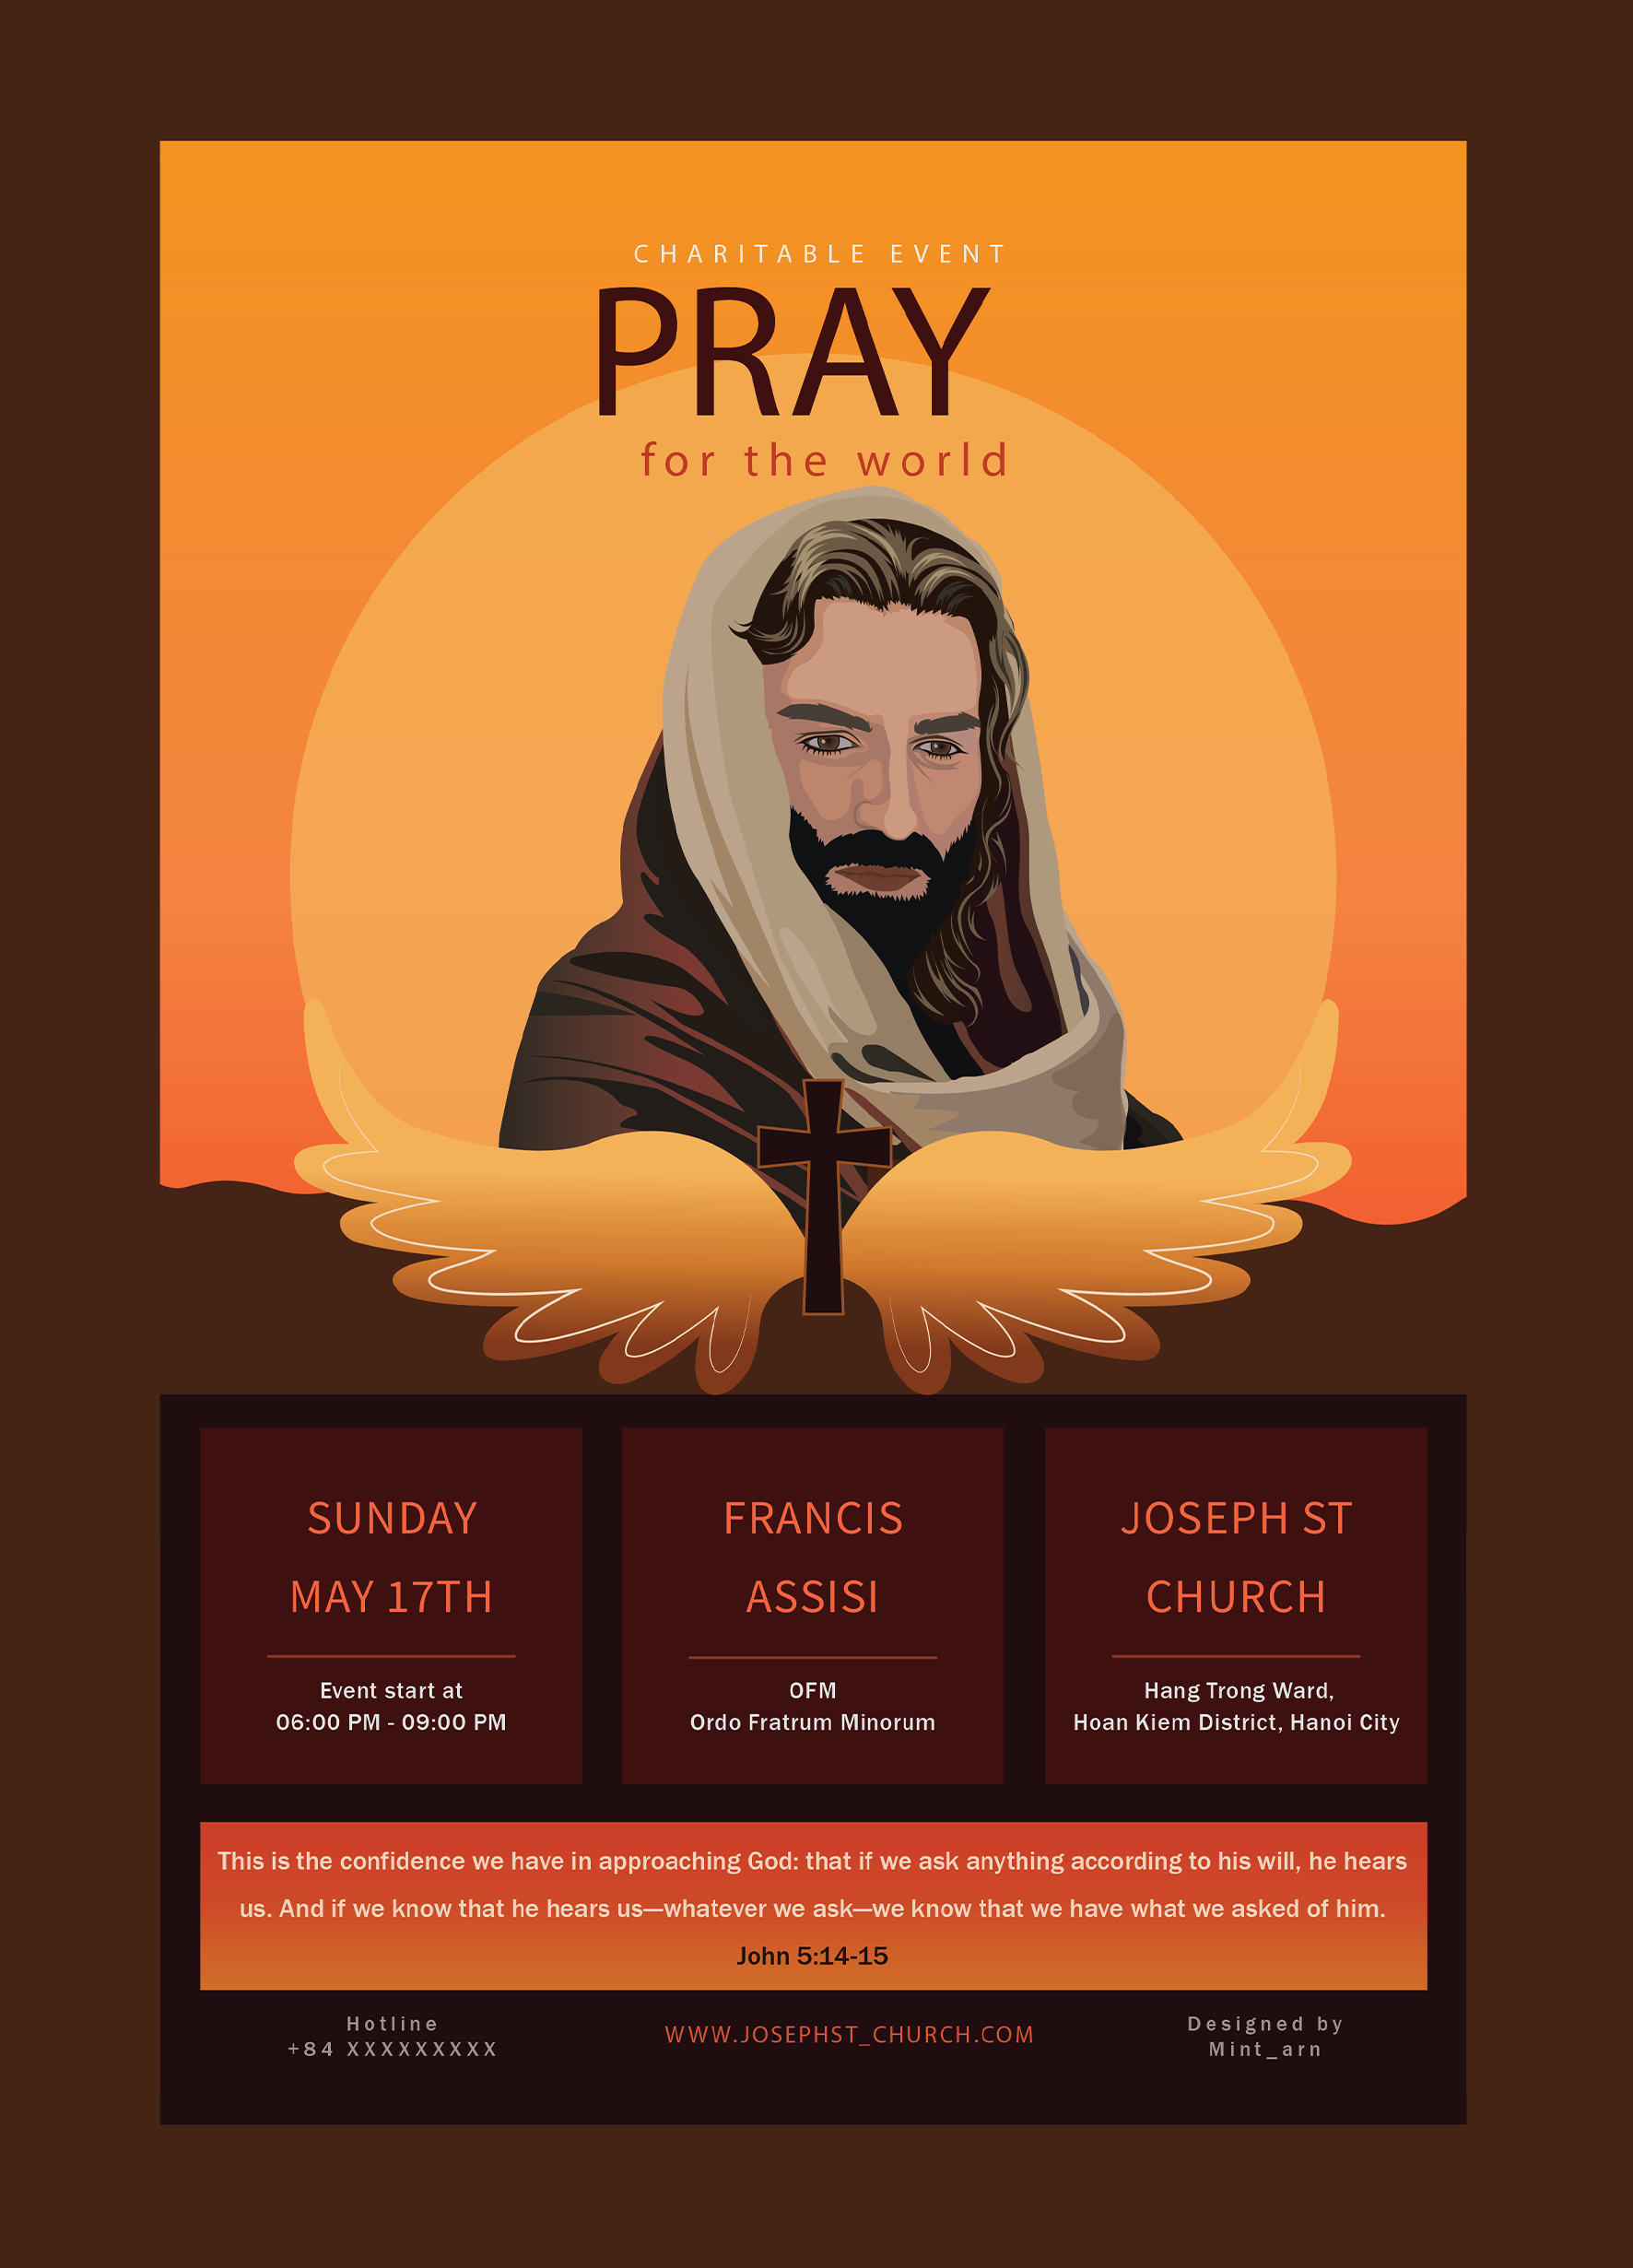 CHARITABLE EVENT
PRAY
for the world
SUNDAY
MAY 17TH
Event start at
06:00 PM - 09:00 PM
FRANCIS
ASSISI
OFM
Ordo Fratrum Minorum
JOSEPH ST
CHURCH
Hang Trong Ward,
Hoan Kiem District, Hanoi City
This is the confidence we have in approaching God: that if we ask anything according to his will, he hears
us. And if we know that he hears us—whatever we ask—we know that we have what we asked of him.
John 5:14-15
Hotline
+84 XXXXXXXXX
WWW.JOSEPHST_CHURCH.COM
Designed by
Mint_arn